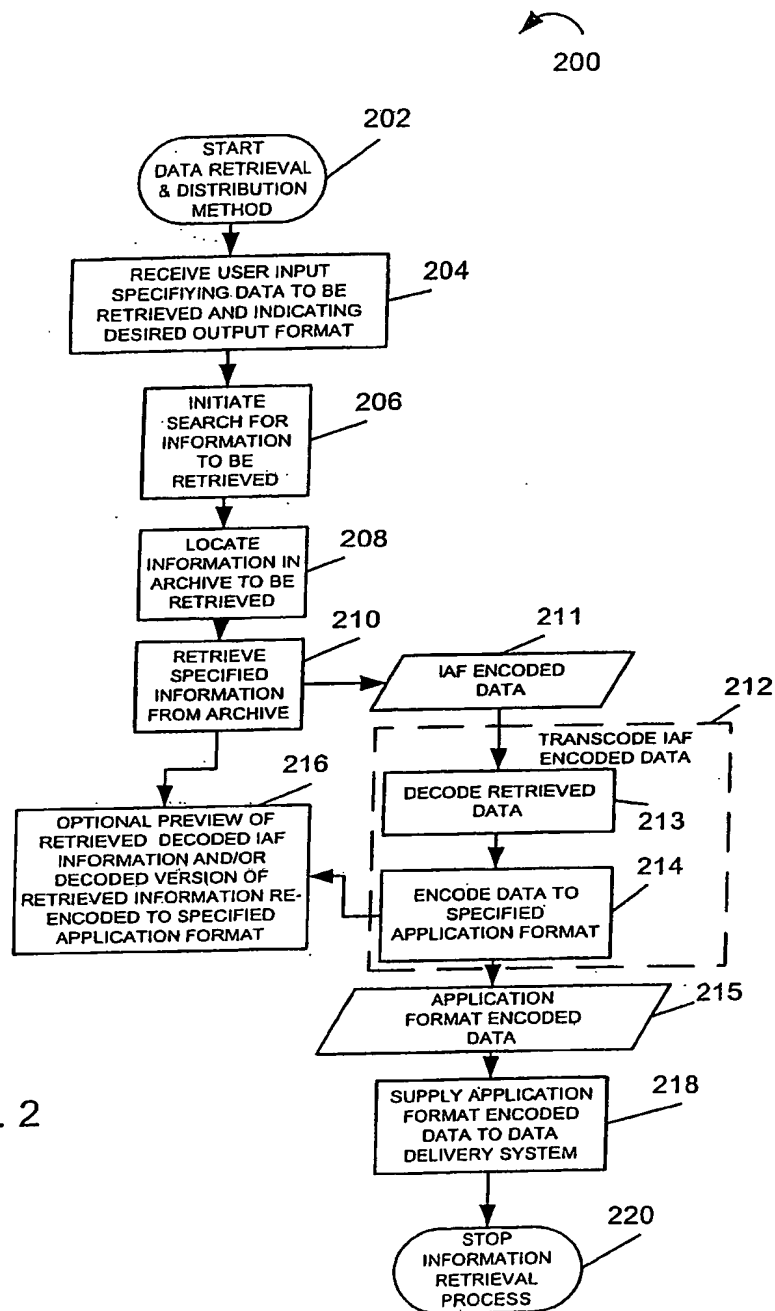 200
202
START
DATA RETRIEVAL
& DISTRIBUTION
METHOD
RECEIVE USER INPUT
SPECIFIYING DATA TO BE
RETRIEVED AND INDICATING
DESIRED OUTPUT FORMAT
204
INITIATE
SEARCH FOR
INFORMATION
TO BE
RETRIEVED
206
LOCATE
INFORMATION IN
ARCHIVE TO BE
RETRIEVED
208
RETRIEVE
SPECIFIED
INFORMATION
FROM ARCHIVE
210
211
IAF ENCODED
DATA
212
TRANSCODE IAF
ENCODED DATA
DECODE RETRIEVED
DATA
213
216
OPTIONAL PREVIEW OF
RETRIEVED DECODED IAF
INFORMATION AND/OR
DECODED VERSION OF
RETRIEVED INFORMATION RE-
ENCODED TO SPECIFIED
APPLICATION FORMAT
214
ENCODE DATA TO
SPECIFIED
APPLICATION FORMAT
APPLICATION
FORMAT ENCODED
DATA
215
. 2
SUPPLY APPLICATION
FORMAT ENCODED
DATA TO DATA
DELIVERY SYSTEM
218
STOP
INFORMATION
RETRIEVAL
PROCESS
220